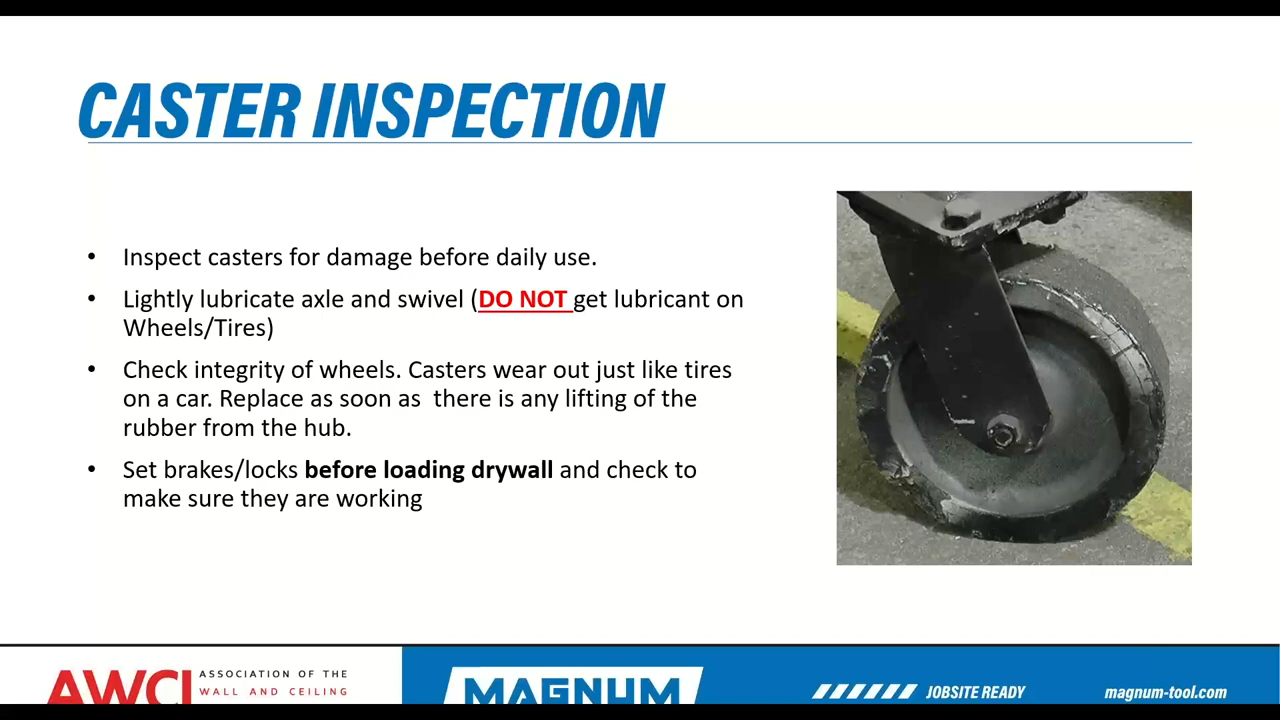 CASTER INSPECTION
• Inspect casters for damage before daily use.
• Lightly lubricate axle and swivel (DO NOT get lubricant on
Wheels/Tires)
• Check integrity of wheels. Casters wear out just like tires
on a car. Replace as soon as  there is any lifting of the
rubber from the hub.
• Set brakes/locks before loading drywall and check to
make sure they are working
AWCI ASSOCIATION OF THE
WALL AND CEILING
MAGNUM
JOBSITE READY
magnum-tool.com